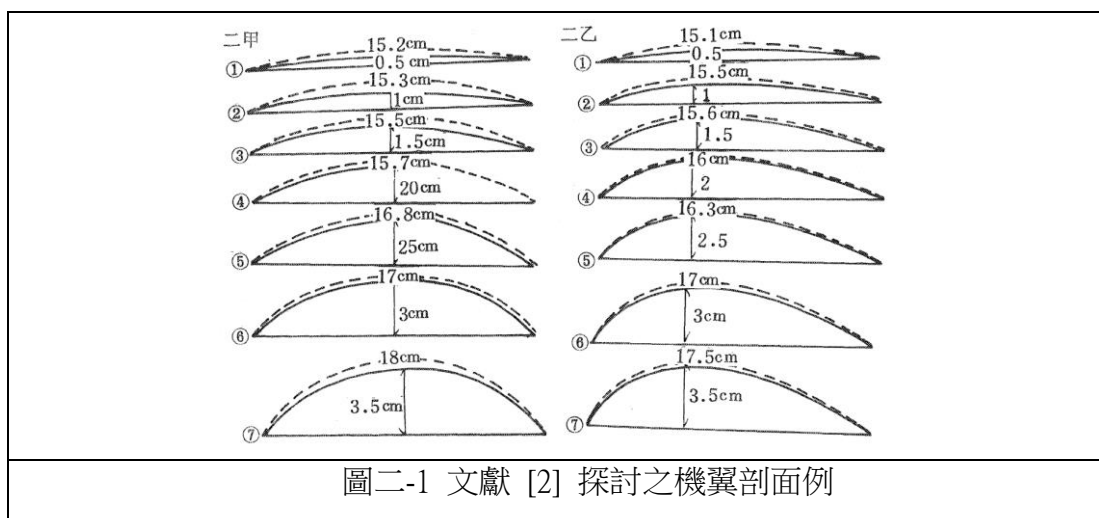 二甲
15.2cm
① 0.5cm
15.3cm
② 1cm
15.5cm
③ 1.5cm
15.7cm
④ 20cm
16.8cm
⑤ 25cm
17cm
⑥ 3cm
18cm
⑦ 3.5cm
二乙
15.1cm
① 0.5
15.5cm
② 1
15.6cm
③ 1.5
16cm
④ 2
16.3cm
⑤ 2.5
17cm
⑥ 3cm
17.5cm
⑦ 3.5cm
圖二-1 文獻 [2] 探討之機翼剖面例